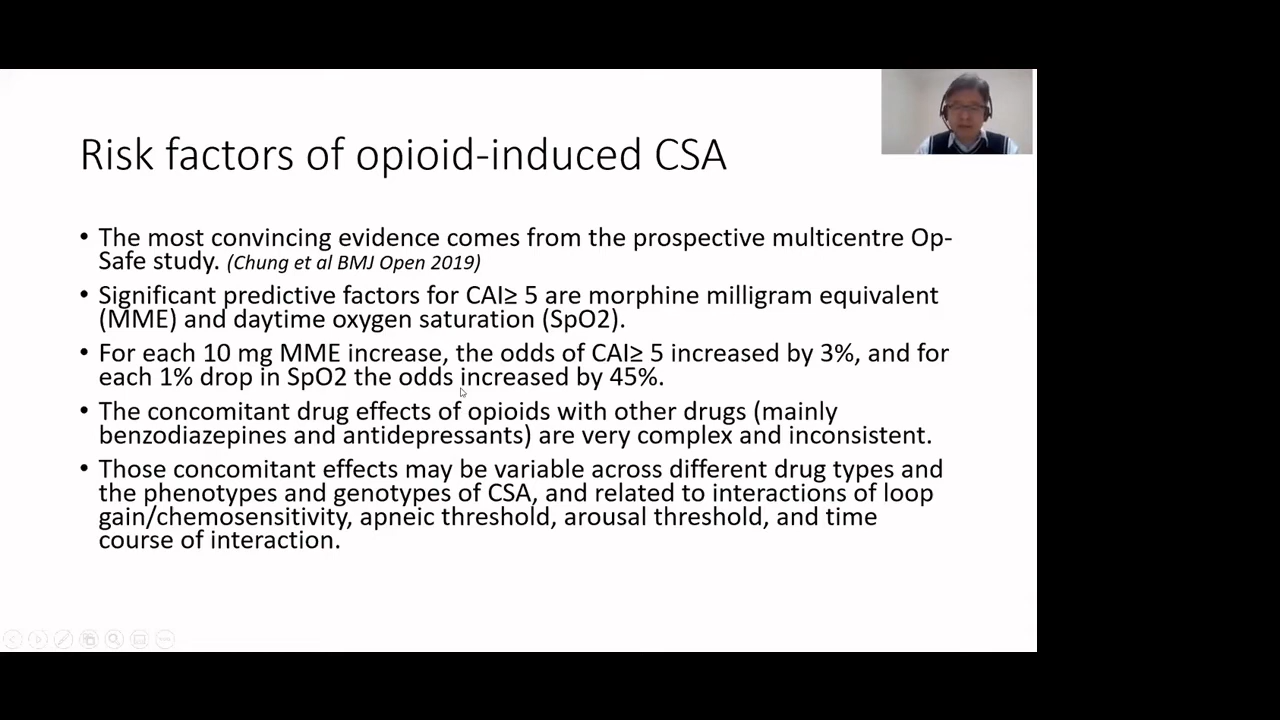 Risk factors of opioid-induced CSA
• The most convincing evidence comes from the prospective multicentre Op-
Safe study. (Chung et al BMJ Open 2019)
• Significant predictive factors for CAI≥ 5 are morphine milligram equivalent
(MME) and daytime oxygen saturation (SpO2).
• For each 10 mg MME increase, the odds of CAI≥ 5 increased by 3%, and for
each 1% drop in SpO2 the odds increased by 45%.
• The concomitant drug effects of opioids with other drugs (mainly
benzodiazepines and antidepressants) are very complex and inconsistent.
• Those concomitant effects may be variable across different drug types and
the phenotypes and genotypes of CSA, and related to interactions of loop
gain/chemosensitivity, apneic threshold, arousal threshold, and time
course of interaction.